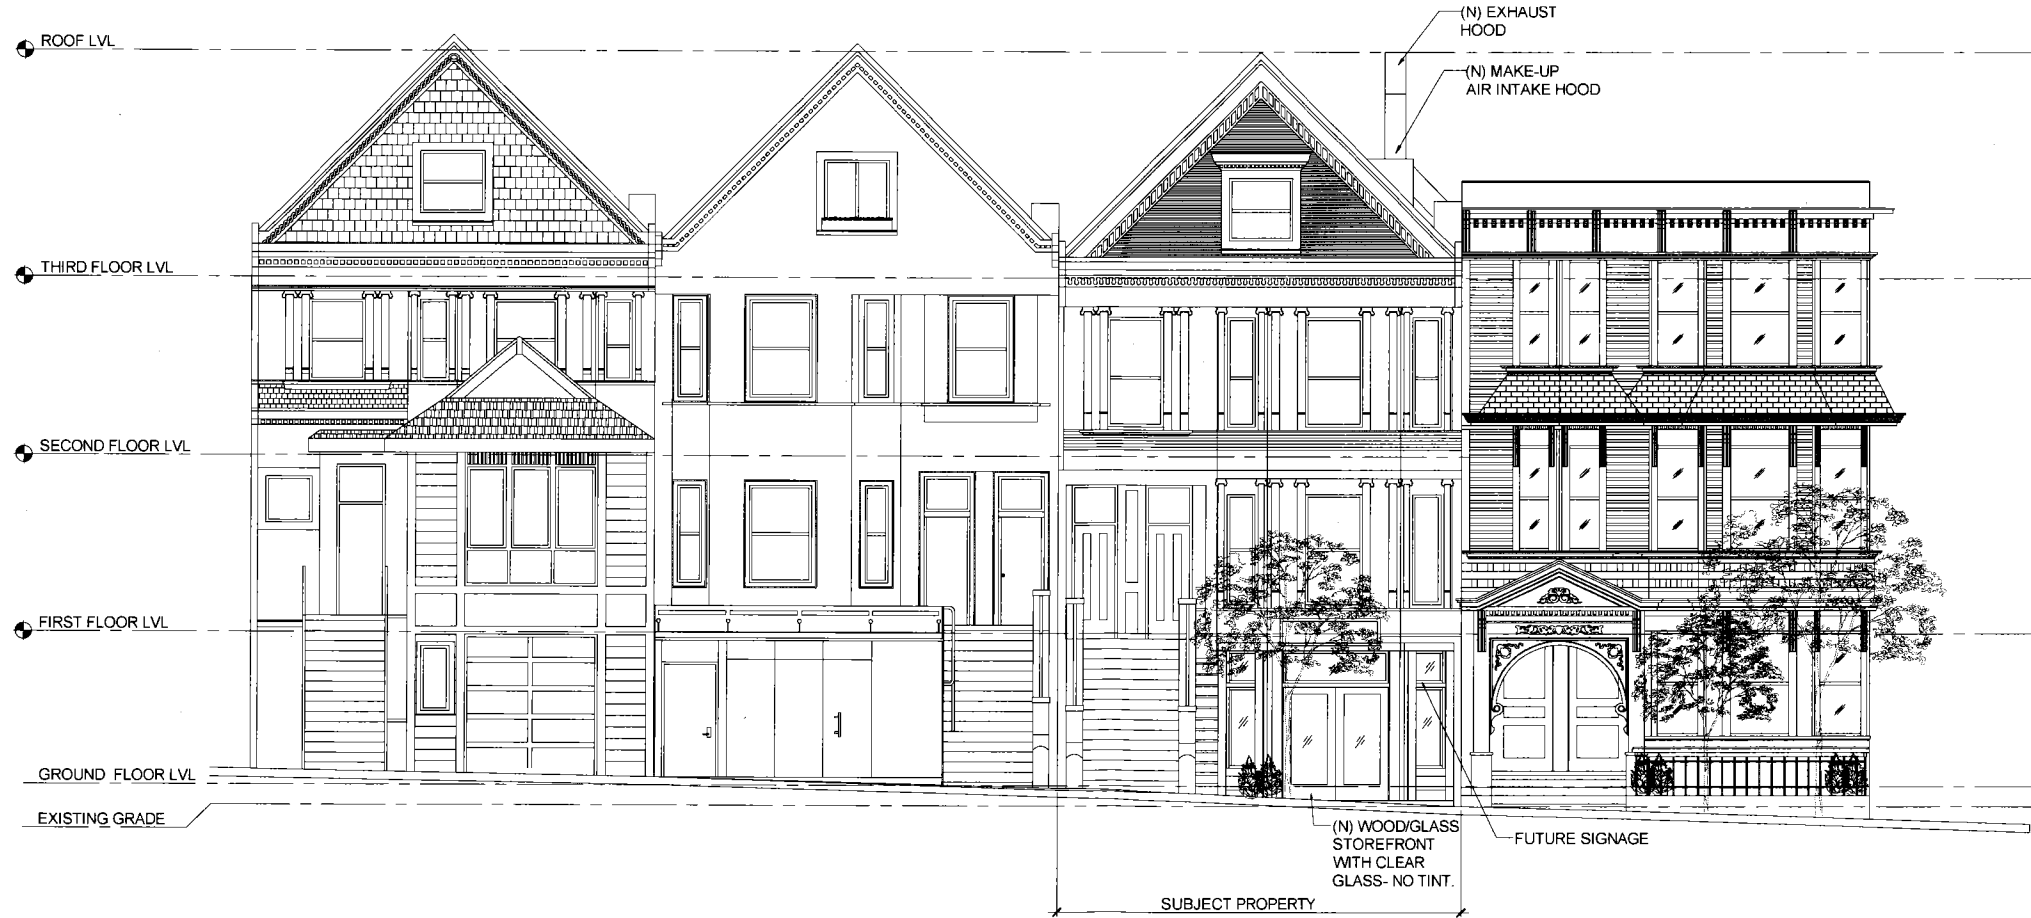 (N) EXHAUST
HOOD
ROOF LVL
(N) MAKE-UP
AIR INTAKE HOOD
THIRD FLOOR LVL
SECOND FLOOR LVL
FIRST FLOOR LVL
GROUND FLOOR LVL
EXISTING GRADE
(N) WOOD/GLASS
STOREFRONT
WITH CLEAR
GLASS- NO TINT.
FUTURE SIGNAGE
SUBJECT PROPERTY